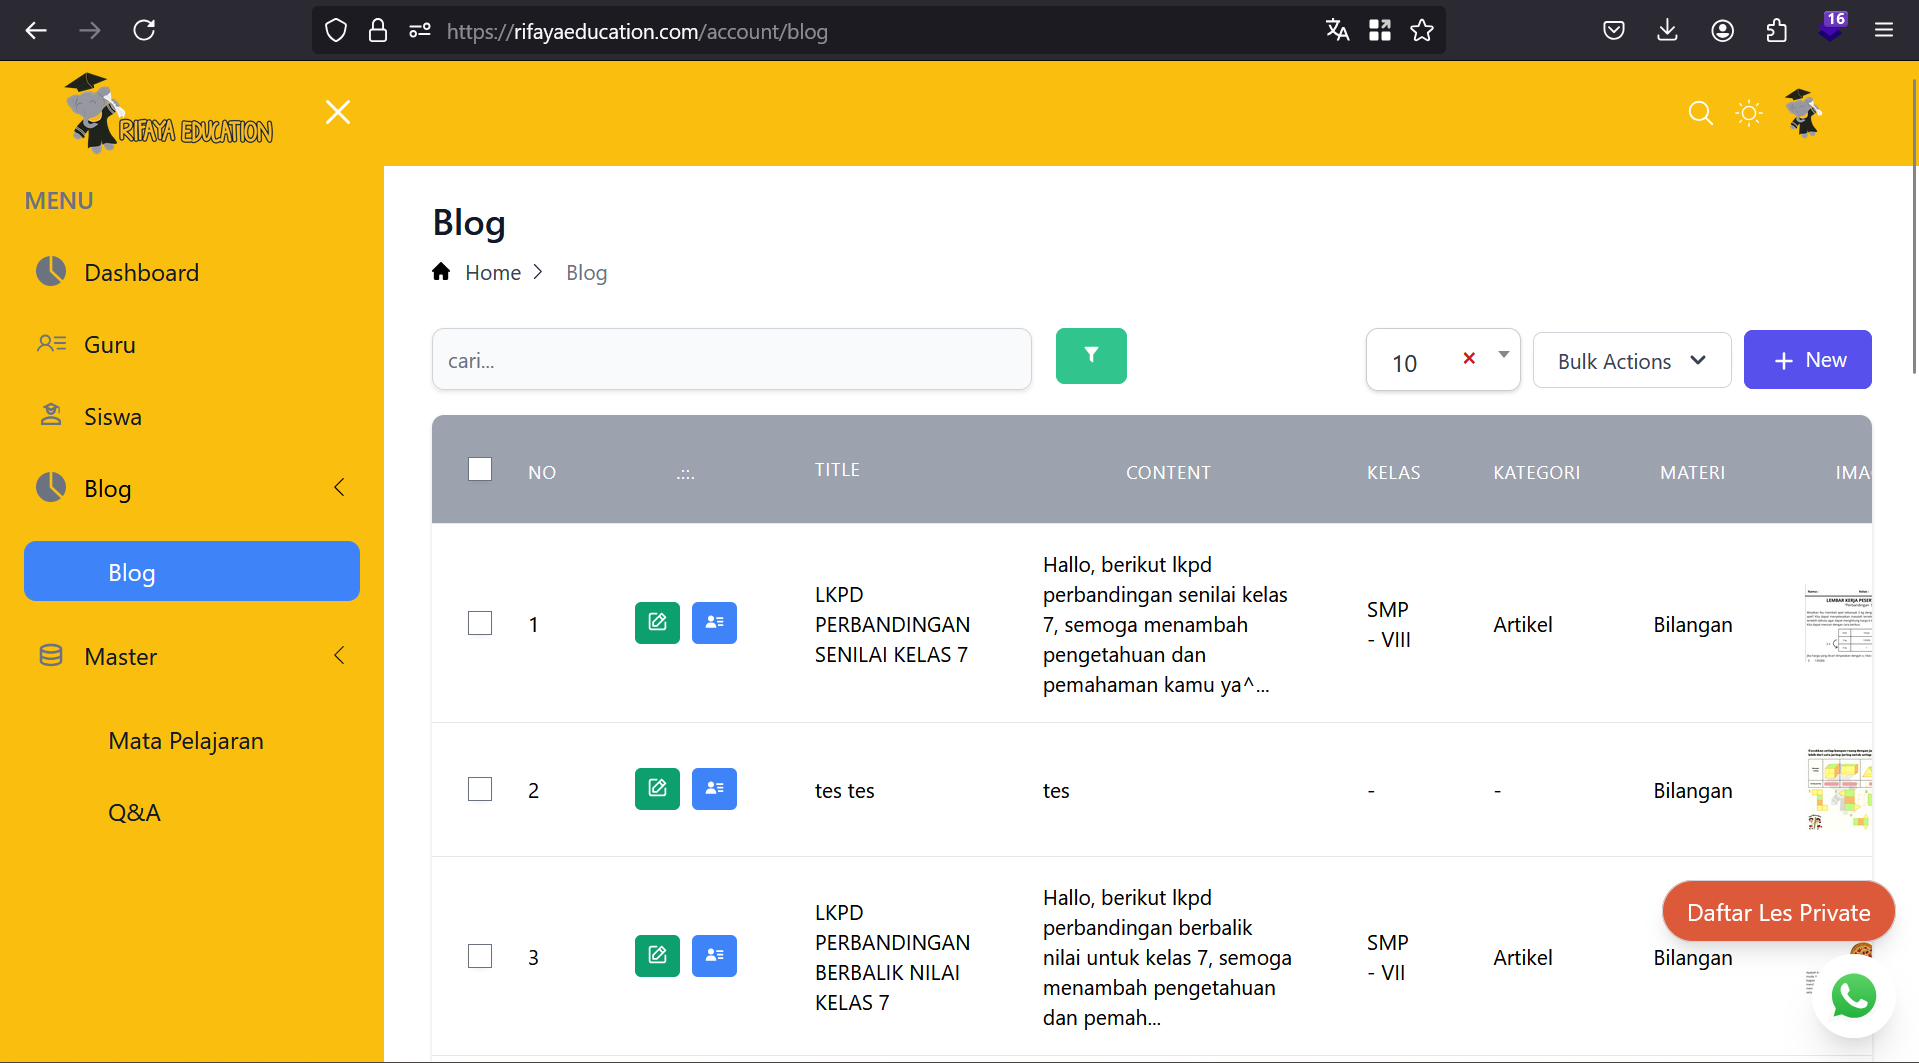 https://rifayaeducation.com/account/blog
16
RIFAYA EDUCATION
MENU
Dashboard
Guru
Siswa
Blog
Blog
Master
Mata Pelajaran
Q&A
Blog
Home
Blog
cari...
10
Bulk Actions
New
NO
.::.
TITLE
CONTENT
KELAS
KATEGORI
MATERI
IMA
1
LKPD
PERBANDINGAN
SENILAI KELAS 7
Hallo, berikut lkpd
perbandingan senilai kelas
7, semoga menambah
pengetahuan dan
pemahaman kamu ya^...
SMP
- VIII
Artikel
Bilangan
LEMBAR KERJA PESER
2
tes tes
tes
-
-
Bilangan
3
LKPD
PERBANDINGAN
BERBALIK NILAI
KELAS 7
Hallo, berikut lkpd
perbandingan berbalik
nilai untuk kelas 7, semoga
menambah pengetahuan
dan pemah...
SMP
- VII
Artikel
Bilangan
Daftar Les Private